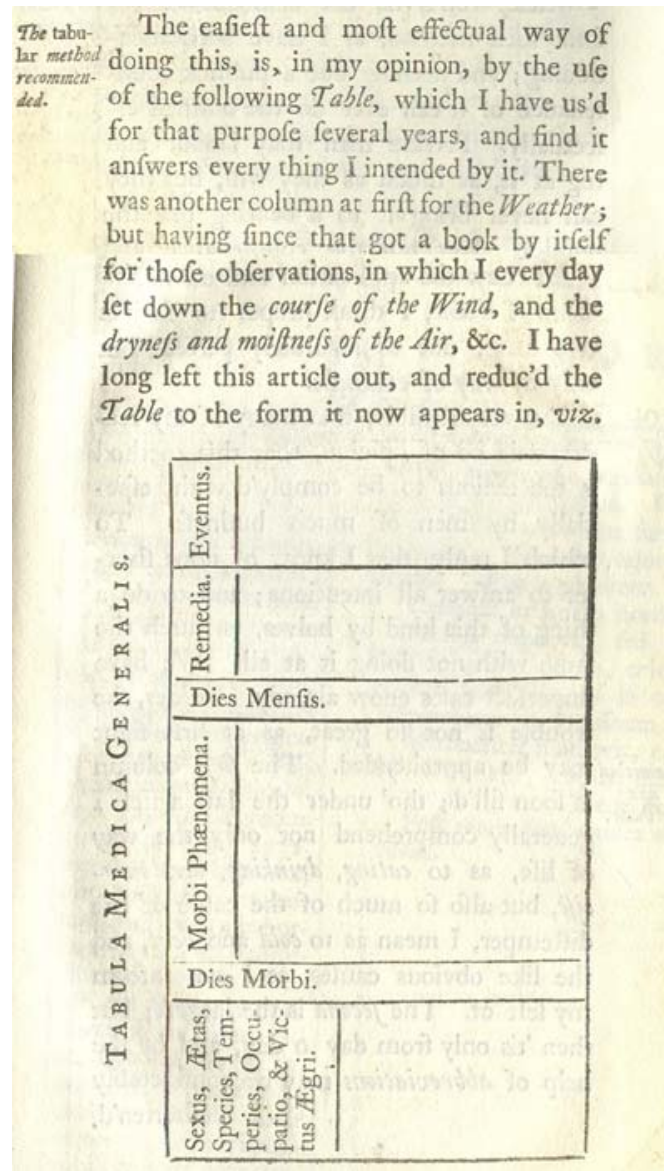 The tabu-
lar method
recommen-
ded.
The easieſt and moſt effectual way of
doing this, is, in my opinion, by the uſe
of the following Table, which I have us'd
for that purpoſe ſeveral years, and find it
anſwers every thing I intended by it. There
was another column at firſt for the Weather;
but having ſince that got a book by itſelf
for thoſe obſervations, in which I every day
ſet down the courſe of the Wind, and the
dryneſs and moiſtneſs of the Air, &c. I have
long left this article out, and reduc'd the
Table to the form it now appears in, viz.
TABULA MEDICA GENERALIS.
Sexus, Ætas,
Species, Tem-
peries, Occu-
patio, & Vic-
tus Ægri.
Dies Morbi.
Morbi Phænomena.
Dies Menſis.
Remedia.
Eventus.